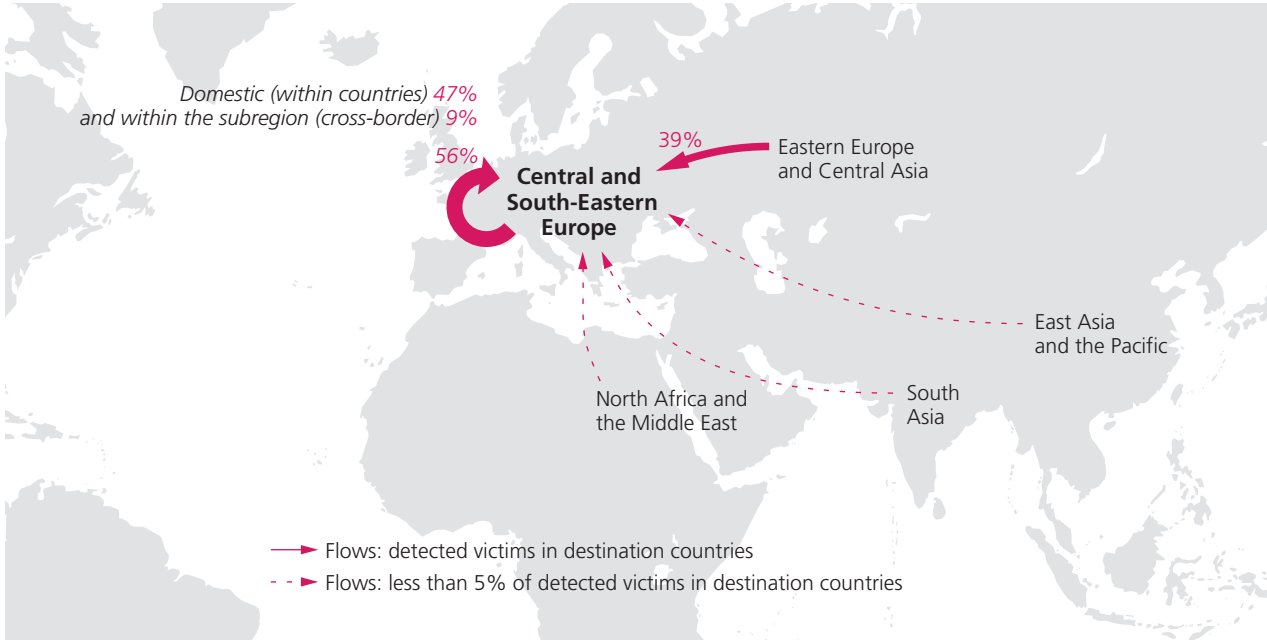 Domestic (within countries) 47%
and within the subregion (cross-border) 9%
56%
39%
Eastern Europe
and Central Asia
Central and
South-Eastern
Europe
East Asia
and the Pacific
North Africa and
the Middle East
South
Asia
Flows: detected victims in destination countries
Flows: less than 5% of detected victims in destination countries